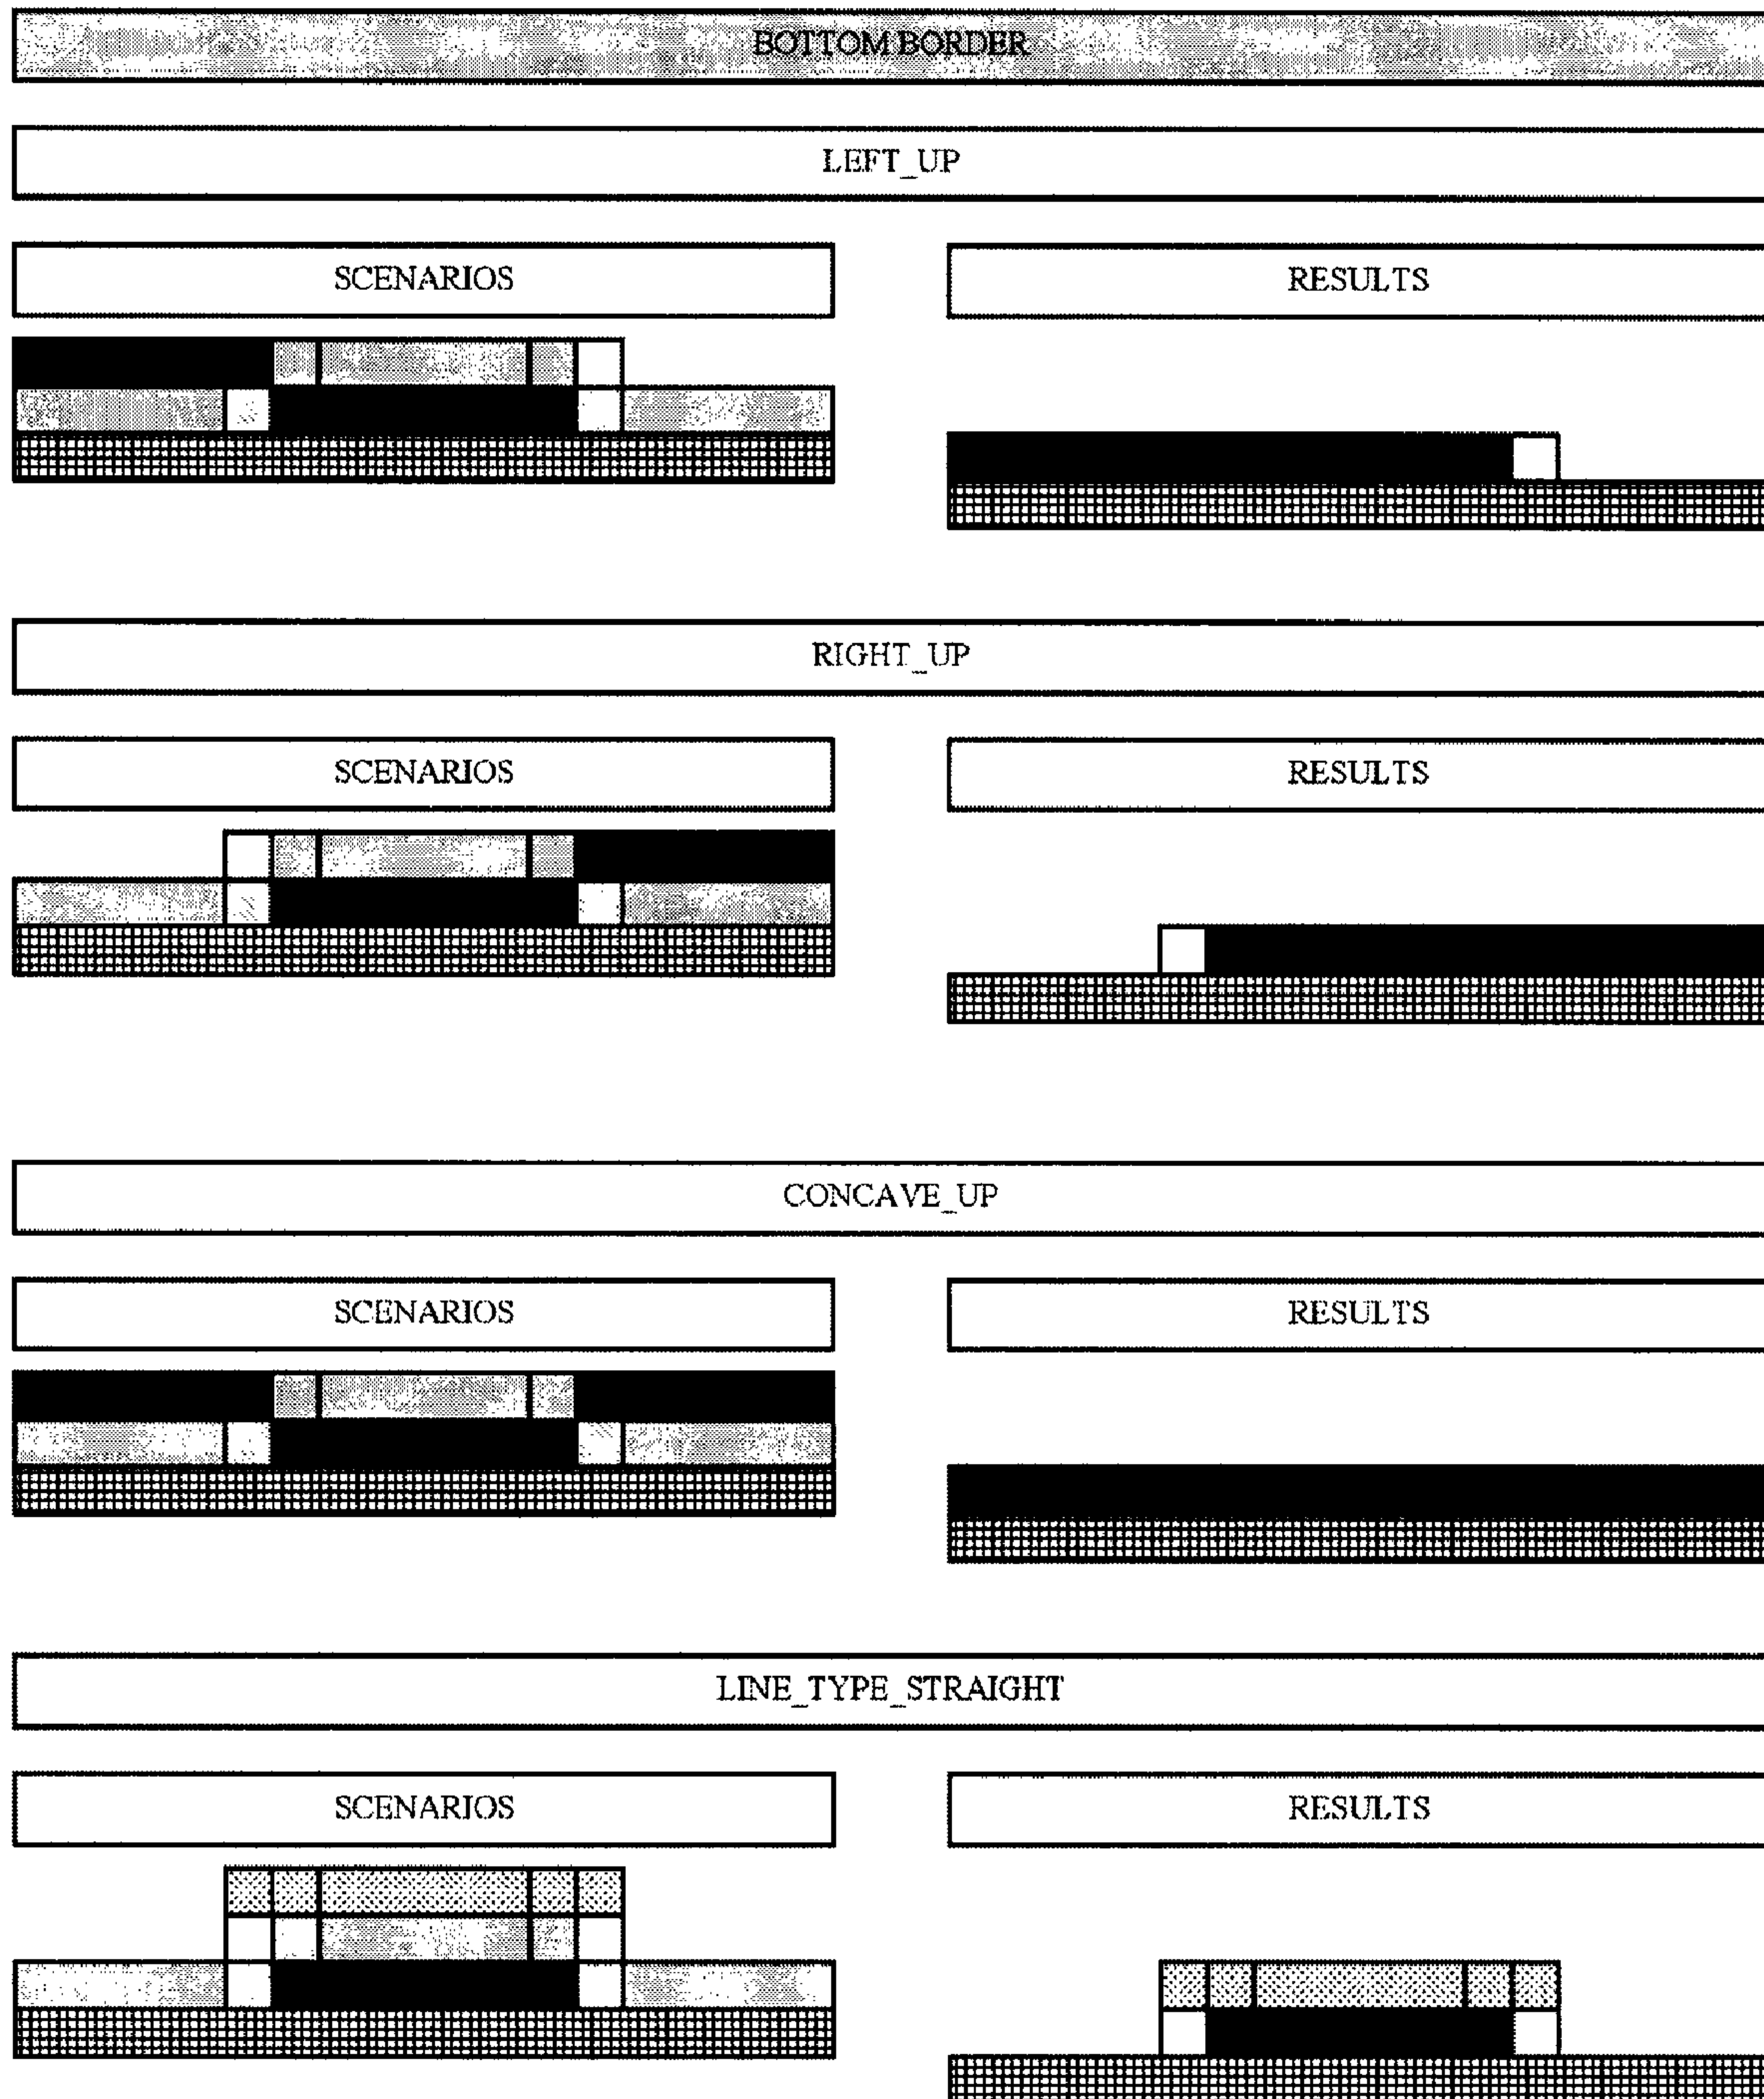 BOTTOM BORDER
LEFT_UP
SCENARIOS
RESULTS
RIGHT_UP
SCENARIOS
RESULTS
CONCAVE_UP
SCENARIOS
RESULTS
LINE_TYPE_STRAIGHT
SCENARIOS
RESULTS